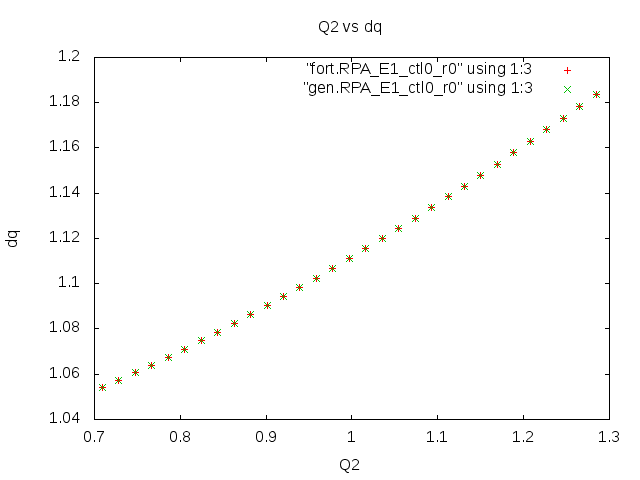 Q2 vs dq
"fort.RPA_E1_ctl0_r0" using 1:3
"gen.RPA_E1_ctl0_r0" using 1:3
1.2
1.18
1.16
1.14
1.12
1.1
1.08
1.06
1.04
dq
0.7 0.8 0.9 1 1.1 1.2 1.3
Q2